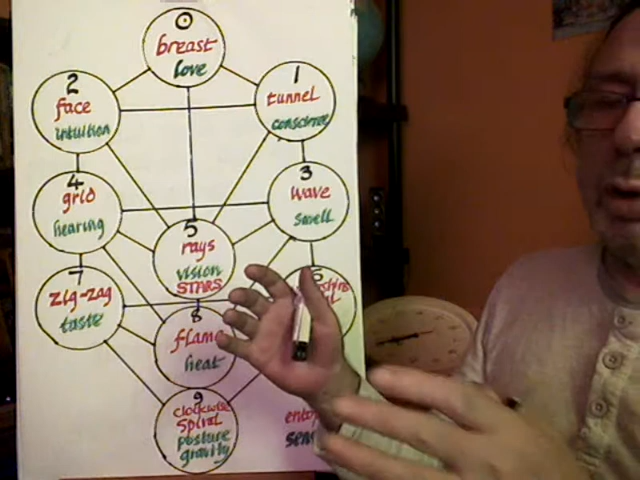 0
breast
love
2
face
intuition
1
tunnel
conscience
4
grid
hearing
3
wave
smell
5
rays
vision
STARS
7
zig-zag
taste
8
flame
heat
9
clockwise
spiral
posture
gravity